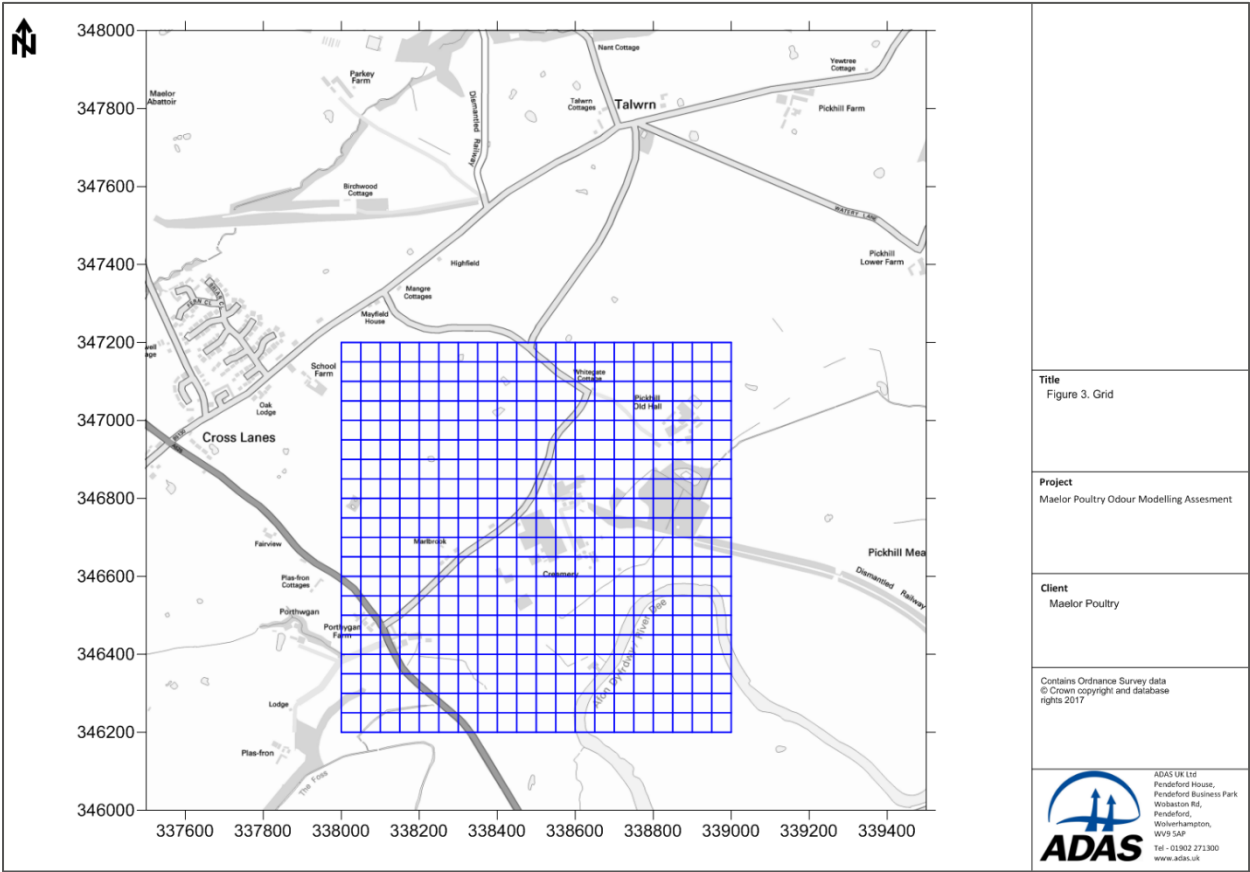 N
348000
347800
347600
347400
347200
347000
346800
346600
346400
346200
346000
337600
337800
338000
338200
338400
338600
338800
339000
339200
339400
Nant Cottage
Yewtree
Cottage
Parkey
Farm
Maelor
Abattoir
Dismantled Railway
Talwrn
Cottages
Talwrn
Pickhill Farm
Birchwood
Cottage
WATERY LANE
Pickhill
Lower Farm
Highfield
Mangre
Cottages
Mayfield
House
School
Farm
Whitegate
Cottage
Pickhill
Old Hall
Oak
Lodge
Cross Lanes
Marlbrook
Fairview
Creamery
Plas-fron
Cottages
Pickhill Mea
Dismantled Railway
Porthwgan
Porthygan
Farm
Afon Dyfrdwy / River Dee
Lodge
Plas-fron
The Foss
Title
Figure 3. Grid
Project
Maelor Poultry Odour Modelling Assesment
Client
Maelor Poultry
Contains Ordnance Survey data
© Crown copyright and database
rights 2017
ADAS
ADAS UK Ltd
Pendeford House,
Pendeford Business Park
Wobaston Rd,
Pendeford,
Wolverhampton,
WV9 5AP
Tel - 01902 271300
www.adas.uk